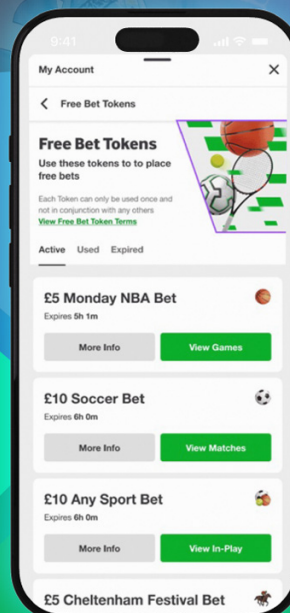 9:41
My Account
Free Bet Tokens
Free Bet Tokens
Use these tokens to to place
free bets
Each Token can only be used once and
not in conjunction with any others
View Free Bet Token Terms
Active Used Expired
£5 Monday NBA Bet
Expires 5h 1m
More Info View Games
£10 Soccer Bet
Expires 6h 0m
More Info View Matches
£10 Any Sport Bet
Expires 6h 0m
More Info View In-Play
£5 Cheltenham Festival Bet